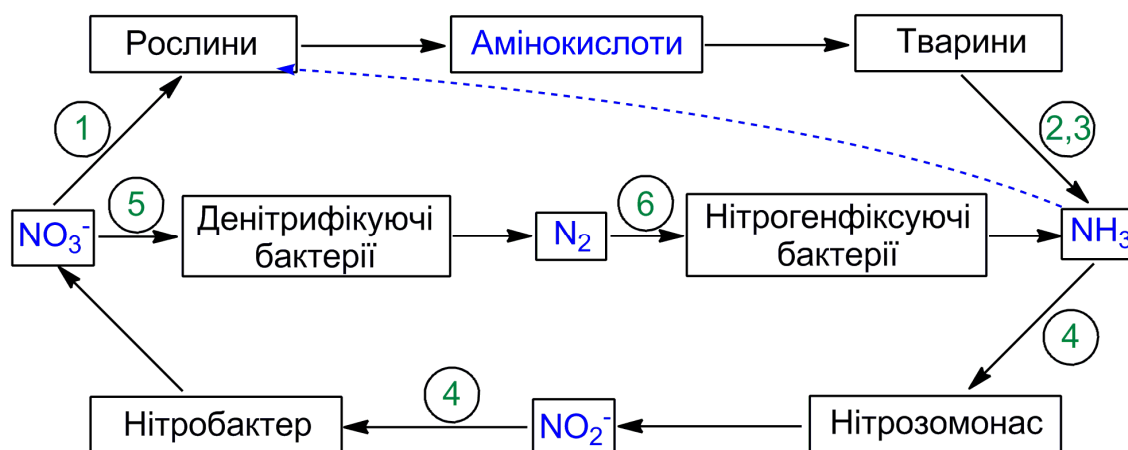 Рослини
Амінокислоти
Тварини
1
2,3
NO₃⁻
5
Денітрифікуючі
бактерії
N₂
6
Нітрогенфіксуючі
бактерії
NH₃
4
Нітробактер
4
NO₂⁻
Нітрозомонас